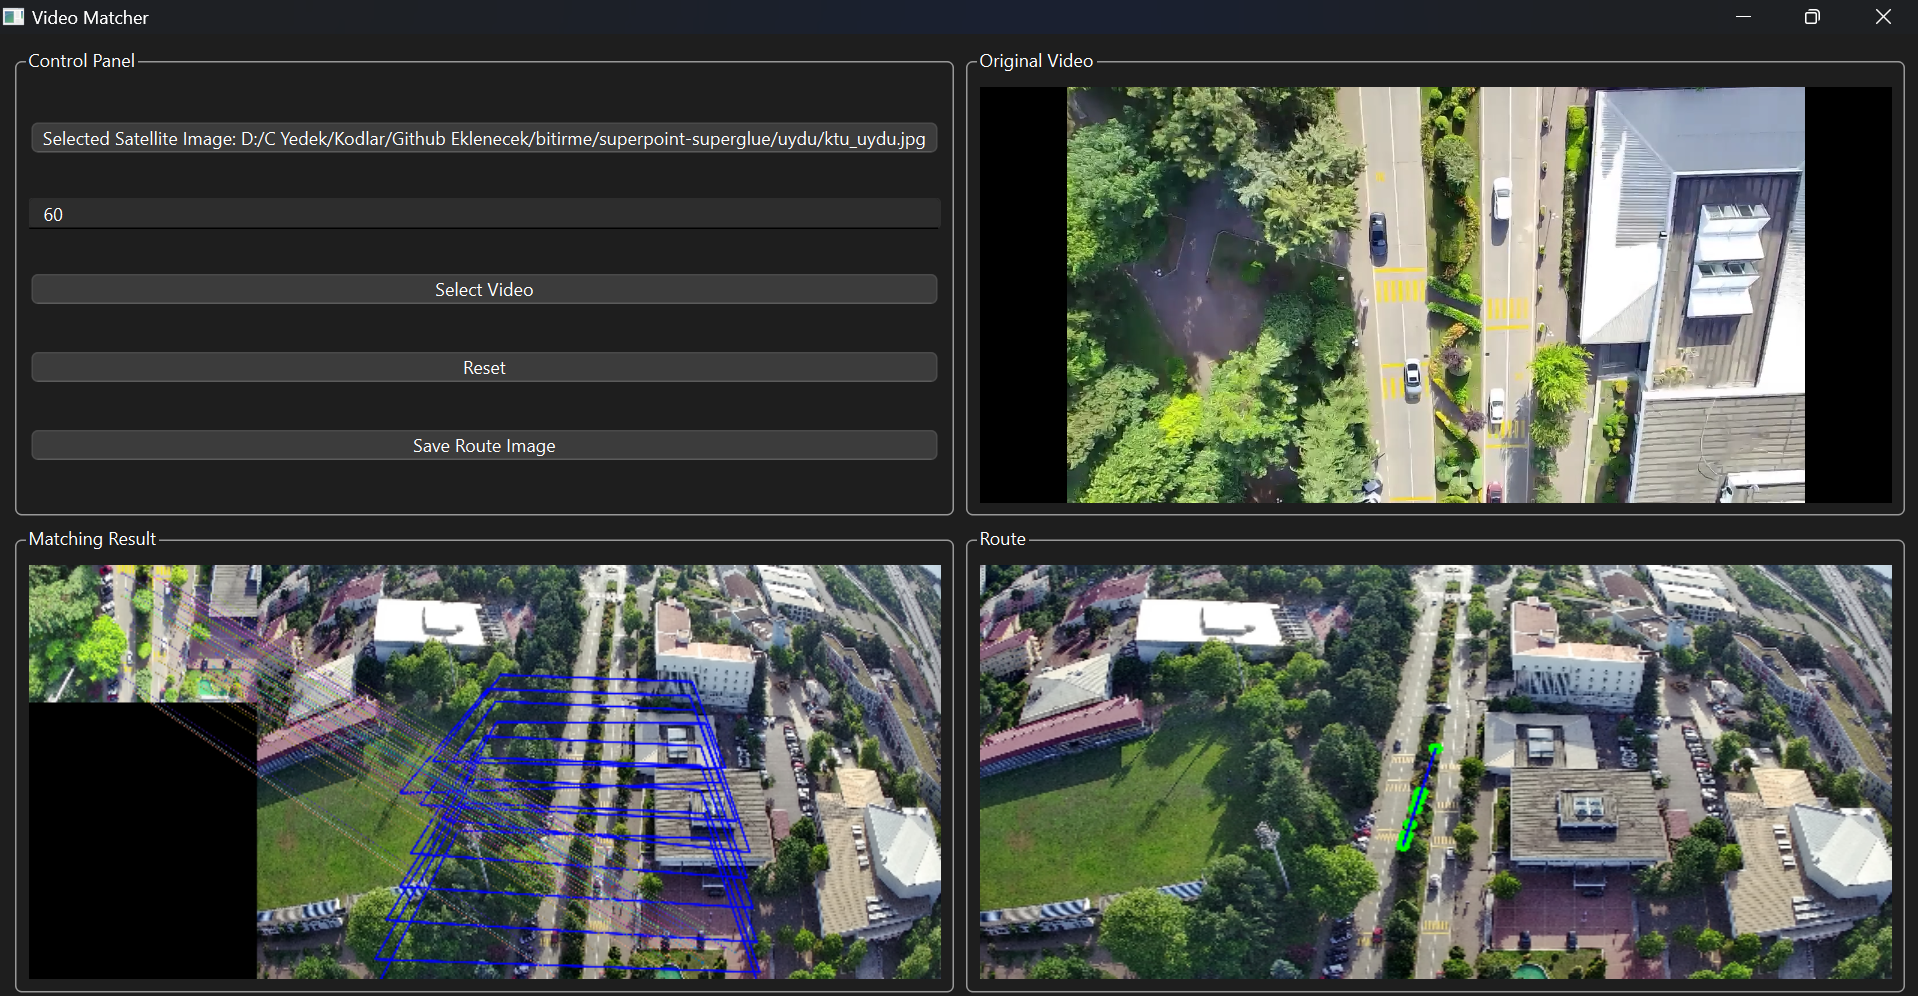 Video Matcher
Control Panel
Selected Satellite Image: D:/C Yedek/Kodlar/Github Eklenecek/bitirme/superpoint-superglue/uydu/ktu_uydu.jpg
60
Select Video
Reset
Save Route Image
Original Video
Matching Result
Route